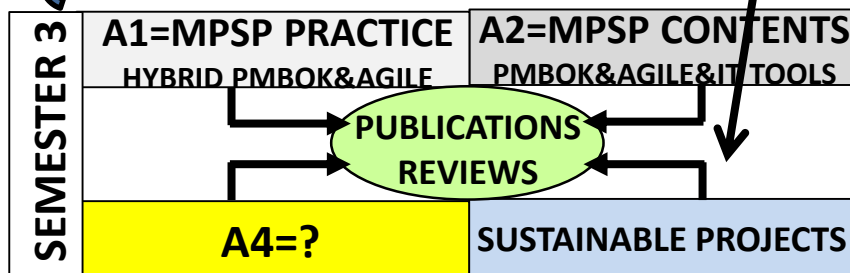 SEMESTER 3
A1=MPSP PRACTICE
HYBRID PMBOK&AGILE
A2=MPSP CONTENTS
PMBOK&AGILE&IT TOOLS
PUBLICATIONS
REVIEWS
A4=?
SUSTAINABLE PROJECTS